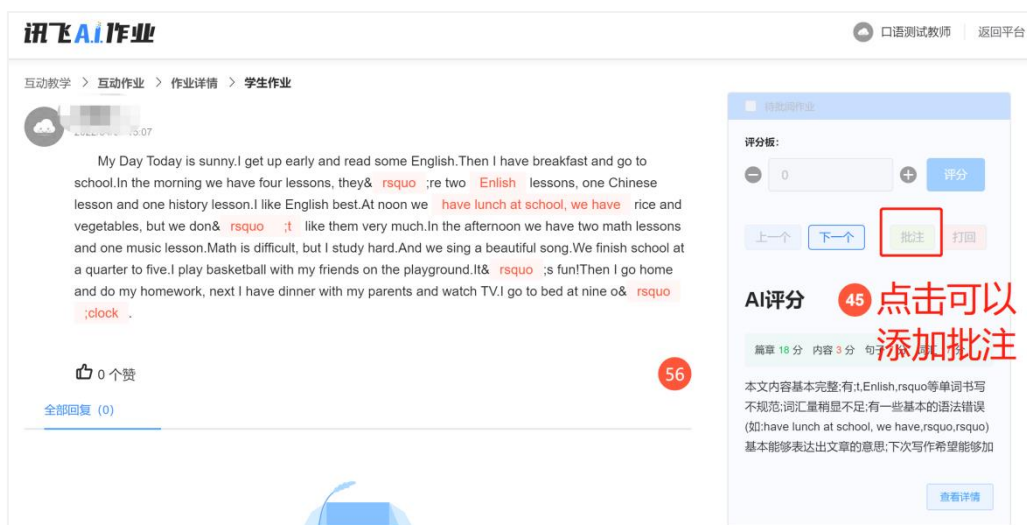 讯飞A.I.作业
口语测试教师 返回平台
互动教学 > 互动作业 > 作业详情 > 学生作业
待批阅作业
评分板:
0 评分
上一个 下一个 批注 打回
My Day Today is sunny.I get up early and read some English.Then I have breakfast and go to
school.In the morning we have four lessons, they& rsquo ;re two Enlish lessons, one Chinese
lesson and one history lesson.I like English best.At noon we have lunch at school, we have rice and
vegetables, but we don& rsquo ;t like them very much.In the afternoon we have two math lessons
and one music lesson.Math is difficult, but I study hard.And we sing a beautiful song.We finish school at
a quarter to five.I play basketball with my friends on the playground.It& rsquo ;s fun!Then I go home
and do my homework, next I have dinner with my parents and watch TV.I go to bed at nine o& rsquo
;clock .
0 个赞
56
全部回复 (0)
AI评分 45
点击可以
添加批注
篇章 18 分 内容 3 分 句子
本文内容基本完整;有;t,Enlish,rsquo等单词书写
不规范;词汇量稍显不足;有一些基本的语法错误
(如:have lunch at school, we have,rsquo,rsquo)
基本能够表达出文章的意思;下次写作希望能够加
查看详情